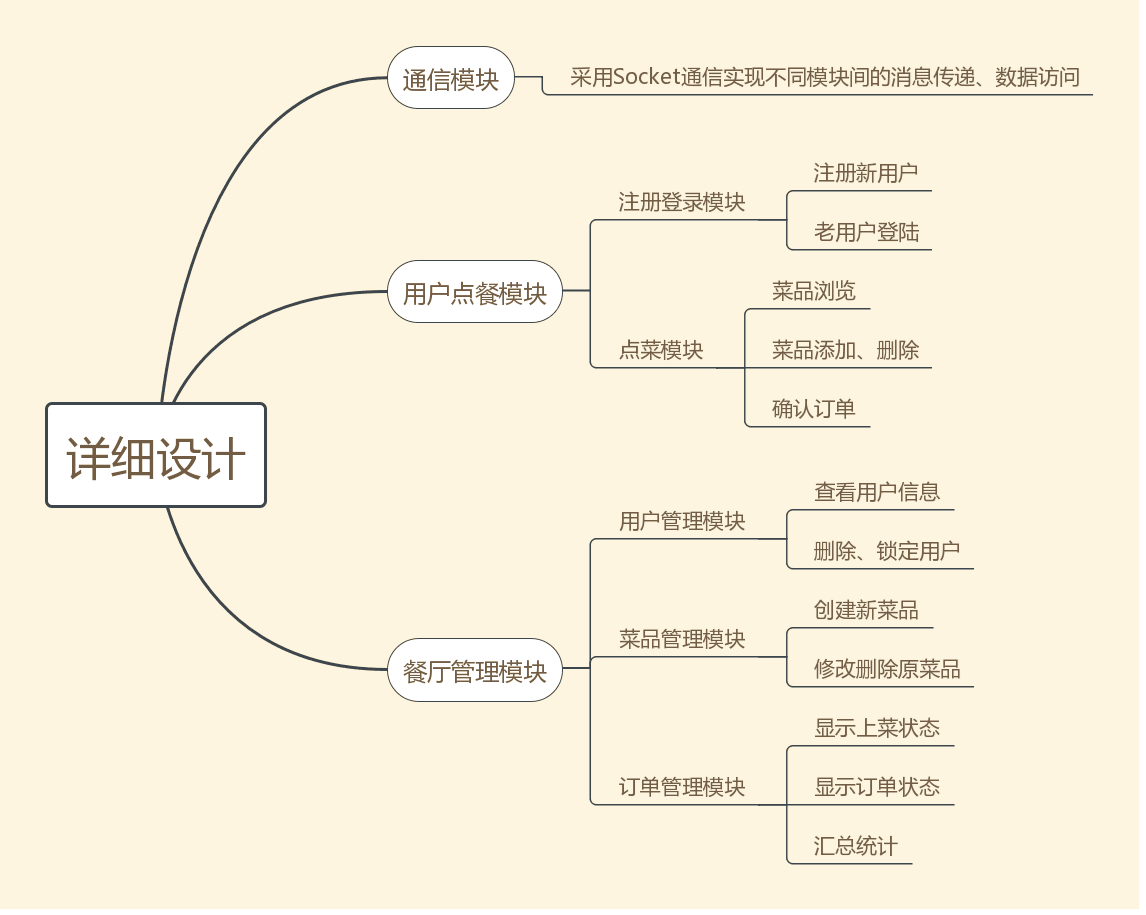 通信模块
采用Socket通信实现不同模块间的消息传递、数据访问
注册新用户
注册登录模块
老用户登陆
用户点餐模块
菜品浏览
点菜模块
菜品添加、删除
确认订单
详细设计
查看用户信息
用户管理模块
删除、锁定用户
创建新菜品
菜品管理模块
餐厅管理模块
修改删除原菜品
显示上菜状态
订单管理模块
显示订单状态
汇总统计